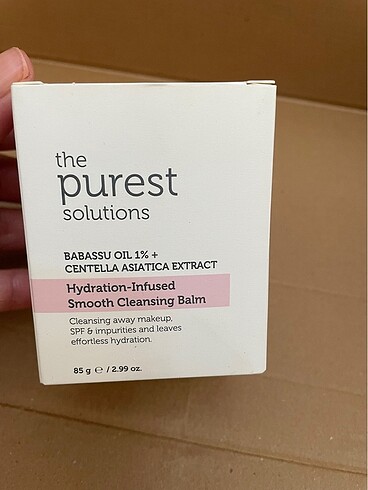 the
purest
solutions
BABASSU OIL 1% +
CENTELLA ASIATICA EXTRACT
Hydration-Infused
Smooth Cleansing Balm
Cleansing away makeup,
SPF & impurities and leaves
effortless hydration.
85 g ℮ / 2.99 oz.